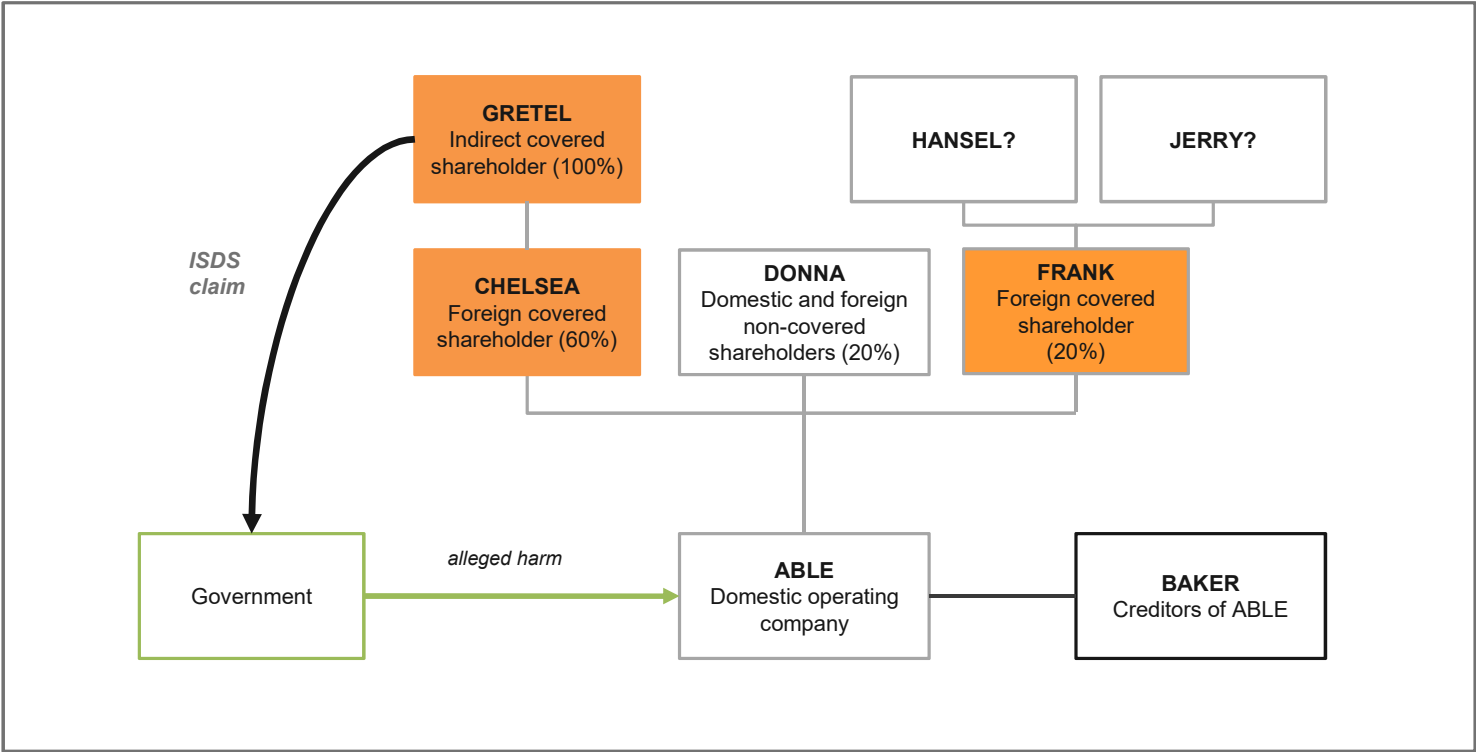 GRETEL
Indirect covered
shareholder (100%)
HANSEL?
JERRY?
ISDS
claim
CHELSEA
Foreign covered
shareholder (60%)
DONNA
Domestic and foreign
non-covered
shareholders (20%)
FRANK
Foreign covered
shareholder
(20%)
Government
alleged harm
ABLE
Domestic operating
company
BAKER
Creditors of ABLE